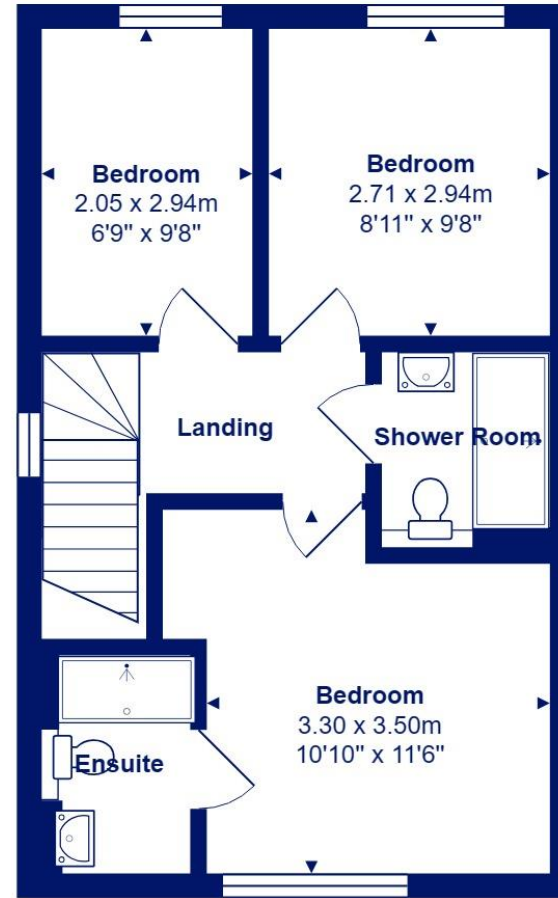 Bedroom
2.05 x 2.94m
6'9" x 9'8"
Bedroom
2.71 x 2.94m
8'11" x 9'8"
Landing
Shower Room
Bedroom
3.30 x 3.50m
10'10" x 11'6"
Ensuite